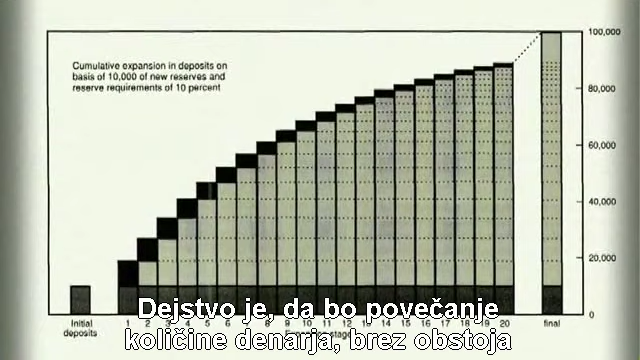 Cumulative expansion in deposits on
basis of 10,000 of new reserves and
reserve requirements of 10 percent
100,000
80,000
60,000
40,000
20,000
0
Initial
deposits
1 2 3 4 5 6 7 8 9 10 11 12 13 14 15 16 17 18 19 20
final
Dejstvo je, da bo povečanje
količine denarja, brez obstoja